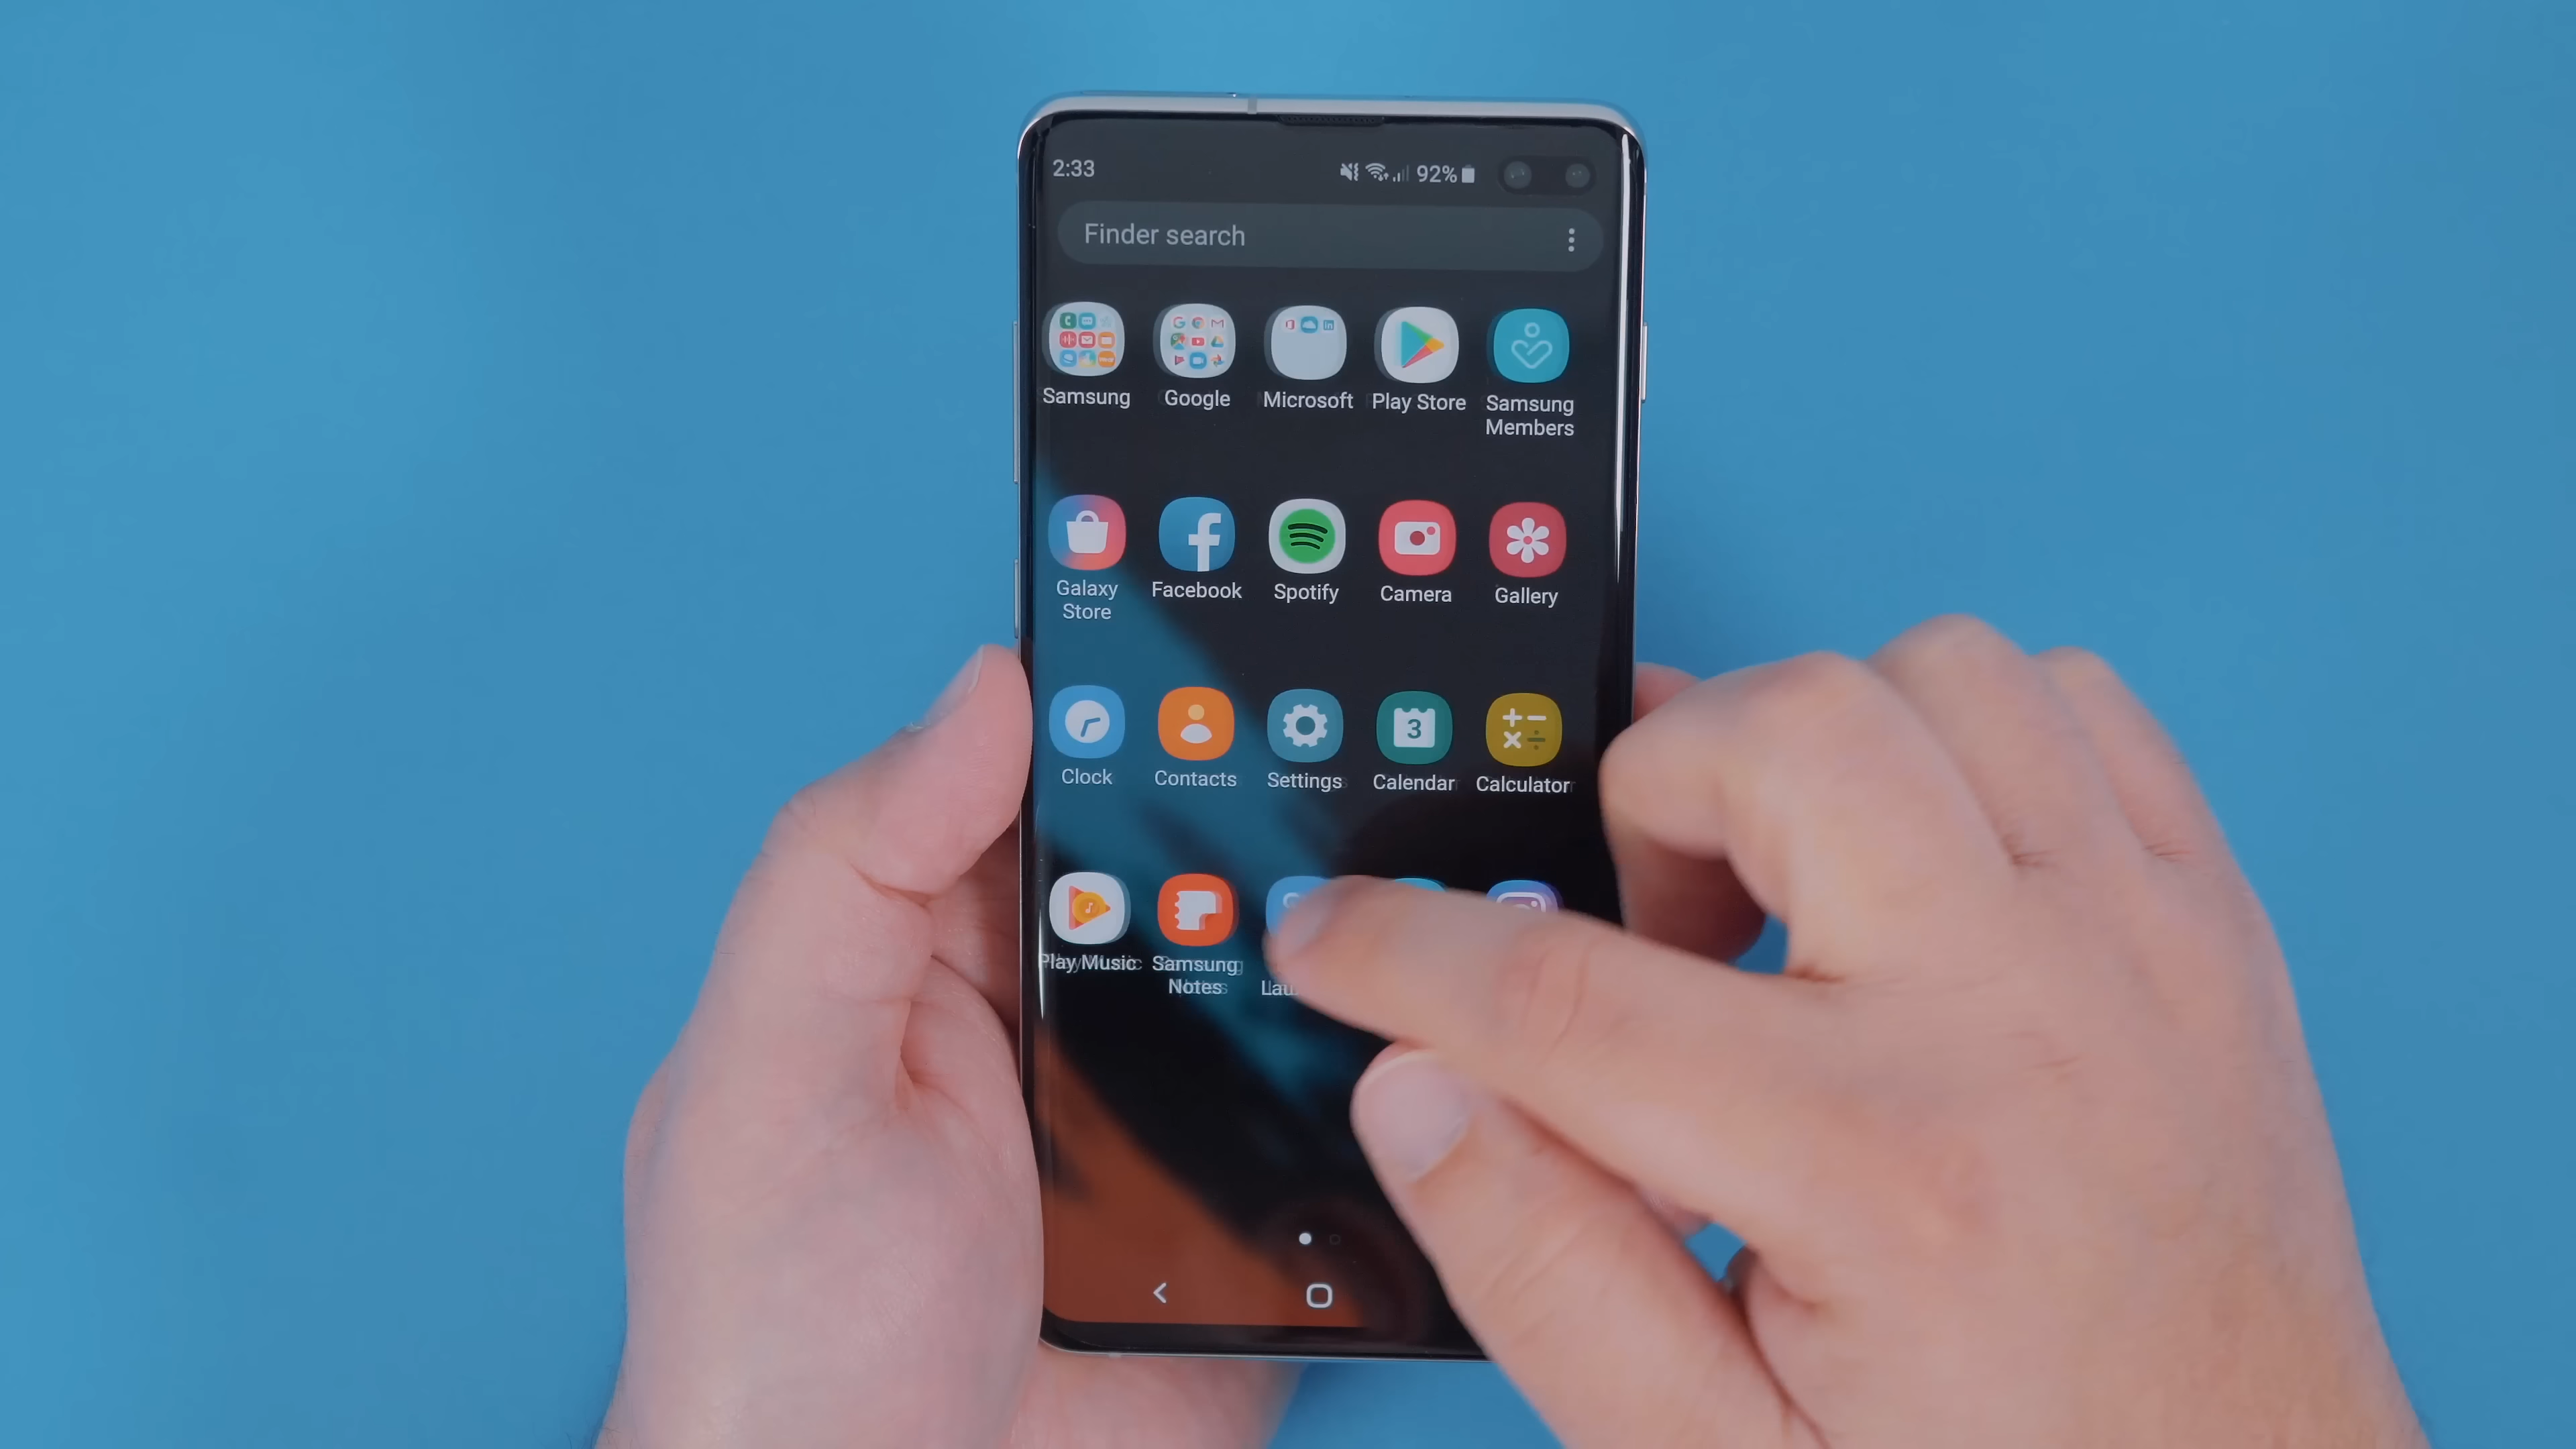 2:33 92%
Finder search
Samsung Google Microsoft Play Store Samsung
Members
Galaxy Facebook Spotify Camera Gallery
Store
Clock Contacts Settings 3 Calendar Calculator
Play Music Samsung
Notes